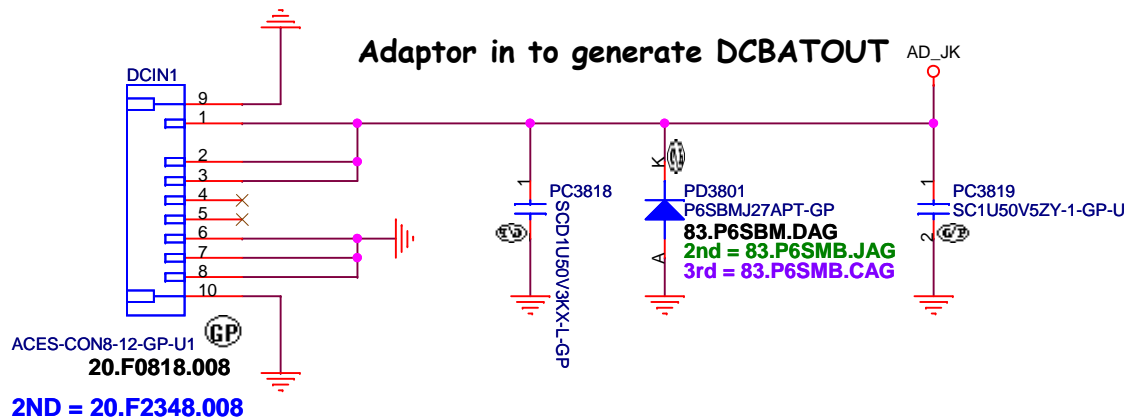 Adaptor in to generate DCBATOUT
AD_JK
DCIN1
9
1
2
3
4
5
6
7
8
10
GP
ACES-CON8-12-GP-U1
20.F0818.008
2ND = 20.F2348.008
1
PC3818
SCD1U50V3KX-L-GP
K
A
PD3801
P6SBMJ27APT-GP
83.P6SBM.DAG
2nd = 83.P6SMB.JAG
3rd = 83.P6SMB.CAG
1
2
PC3819
SC1U50V5ZY-1-GP-U